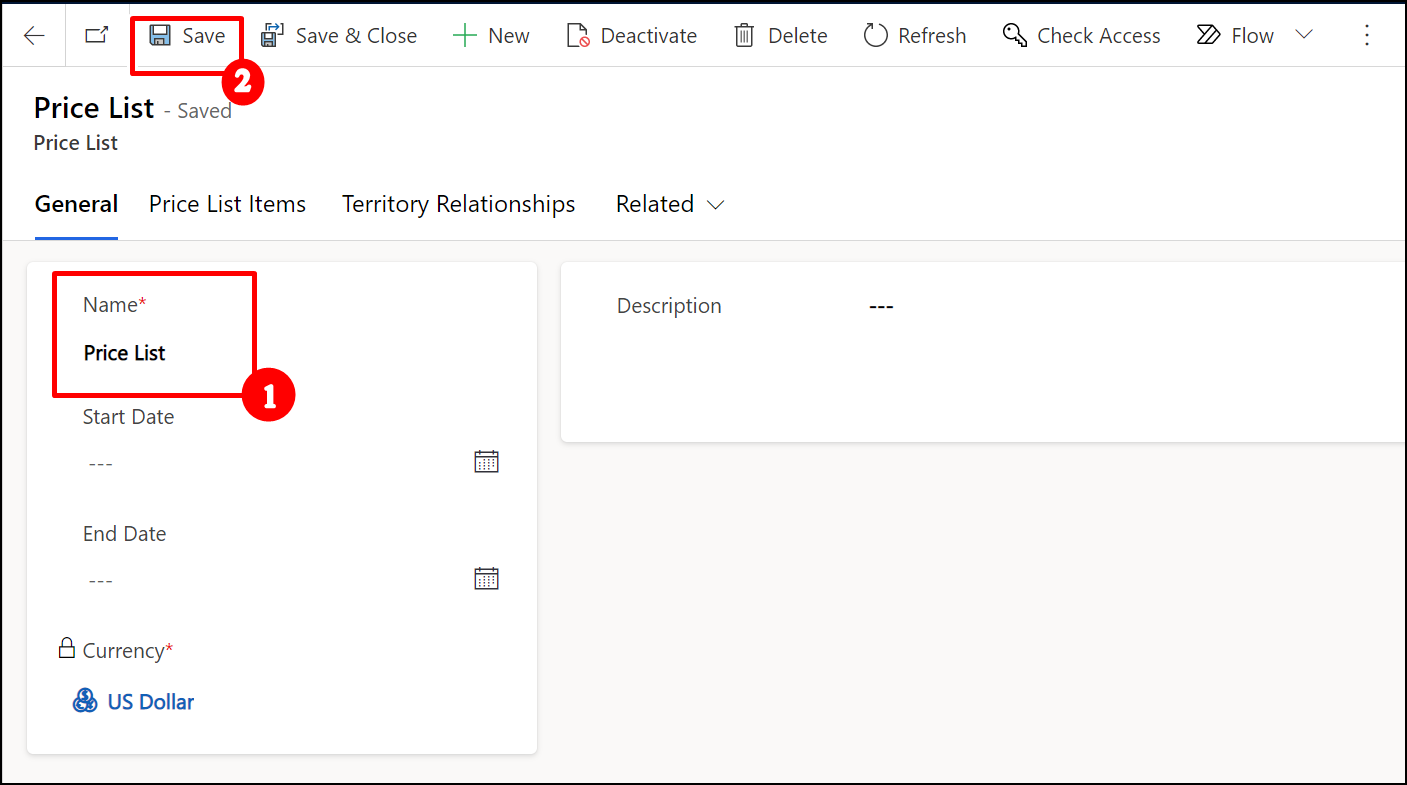 Save
Save & Close
New
Deactivate
Delete
Refresh
Check Access
Flow
2
Price List - Saved
Price List
General
Price List Items
Territory Relationships
Related
Name*
Price List
1
Start Date
---
End Date
---
Currency*
US Dollar
Description
---